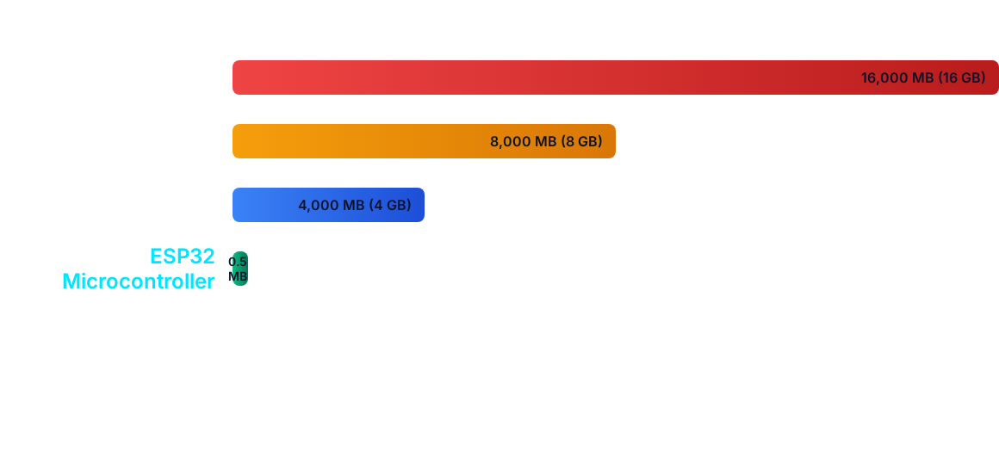 16,000 MB (16 GB)
8,000 MB (8 GB)
4,000 MB (4 GB)
ESP32
Microcontroller
0.5
MB